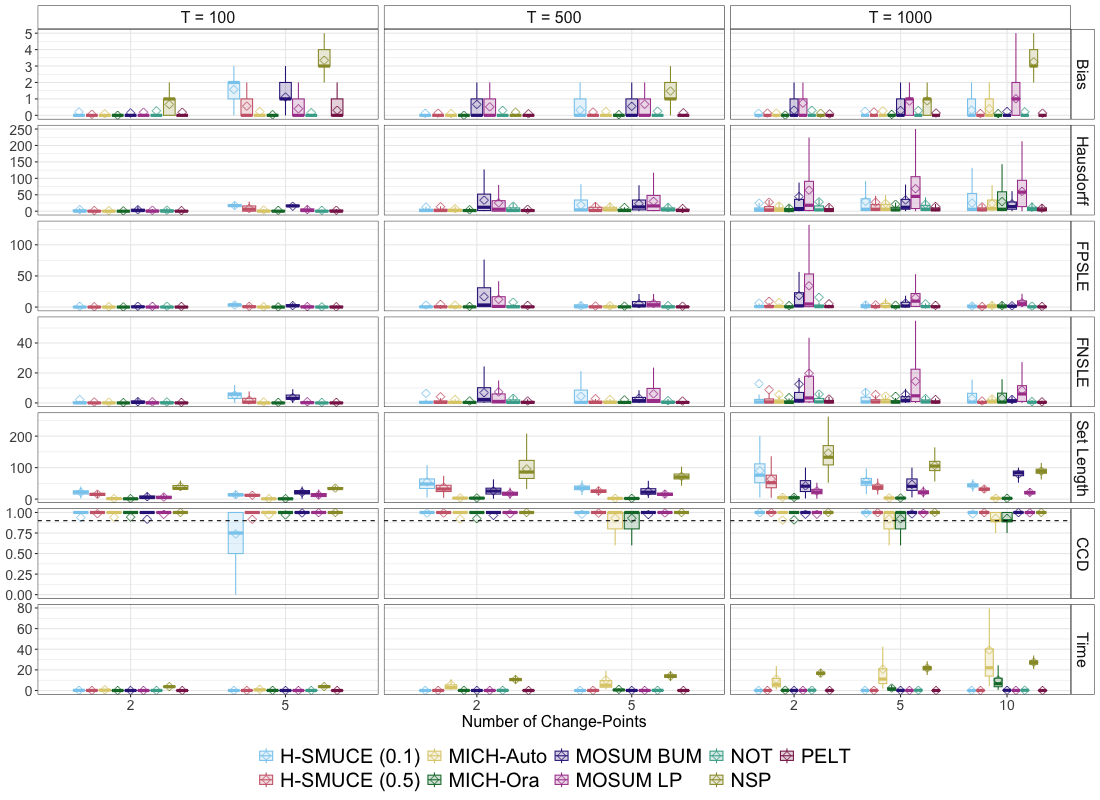 T = 100 T = 500 T = 1000
5
4
3
2
1
0
Bias
250
200
150
100
50
0
Hausdorff
100
50
0
FPSLE
40
20
0
FNSLE
200
100
0
Set Length
1.00
0.75
0.50
0.25
0.00
CCD
80
60
40
20
0
Time
2 5 2 5 2 5 10
Number of Change-Points
H-SMUCE (0.1) MICH-Auto MOSUM BUM NOT PELT
H-SMUCE (0.5) MICH-Ora MOSUM LP NSP